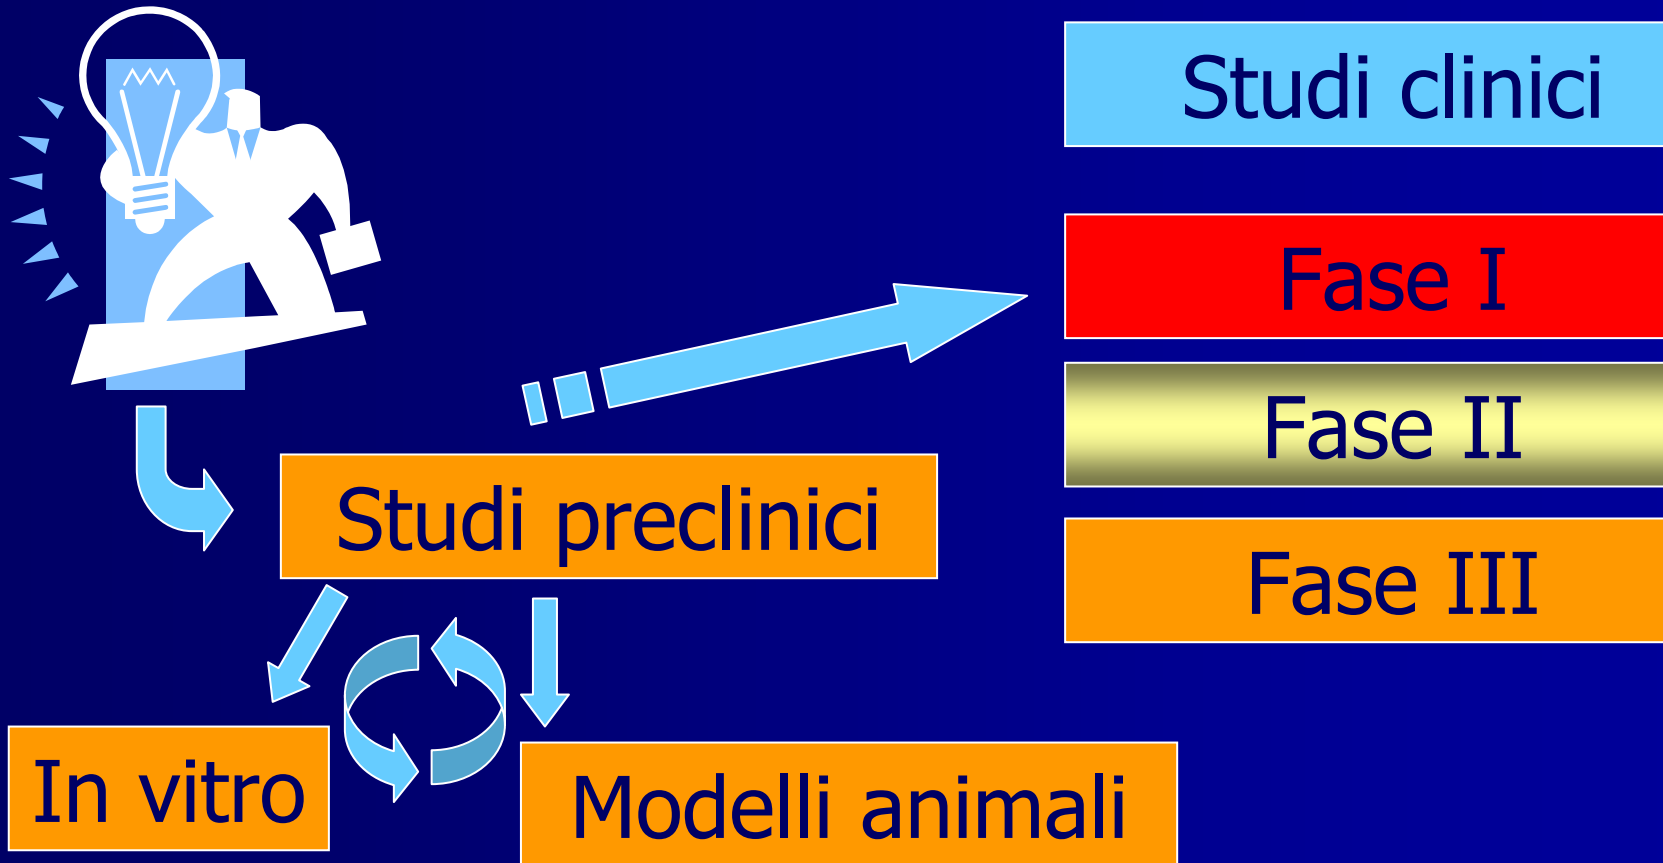 Studi clinici
Fase I
Fase II
Studi preclinici
Fase III
In vitro
Modelli animali